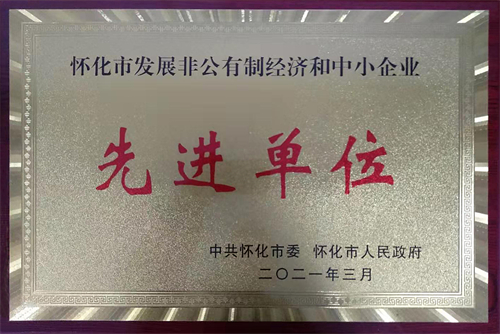 怀化市发展非公有制经济和中小企业
先进单位
中共怀化市委 怀化市人民政府
二〇二一年三月